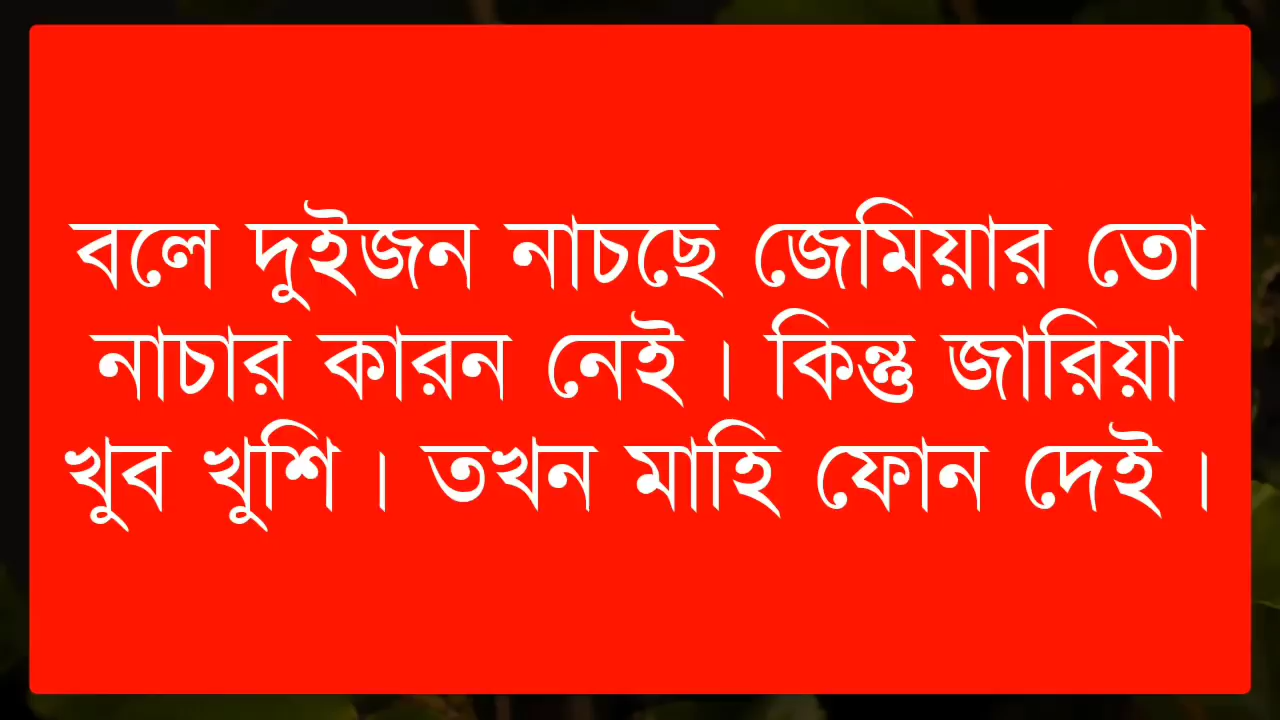 বলে দুইজন নাচছে জেমিয়ার তো
নাচার কারন নেই। কিন্তু জারিয়া
খুব খুশি। তখন মাহি ফোন দেই।